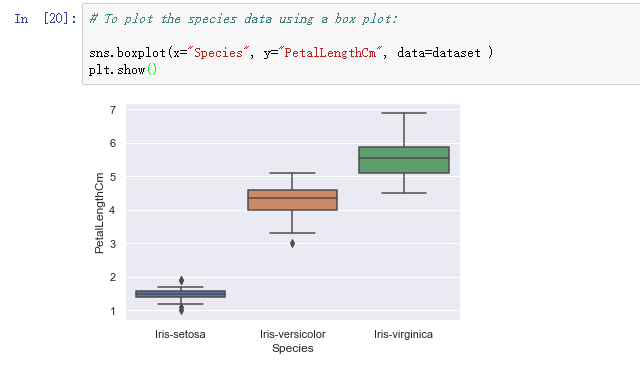 In [20]: # To plot the species data using a box plot:
sns.boxplot(x="Species", y="PetalLengthCm", data=dataset )
plt.show()
7
6
5
4
3
2
1
PetalLengthCm
Iris-setosa Iris-versicolor Iris-virginica
Species